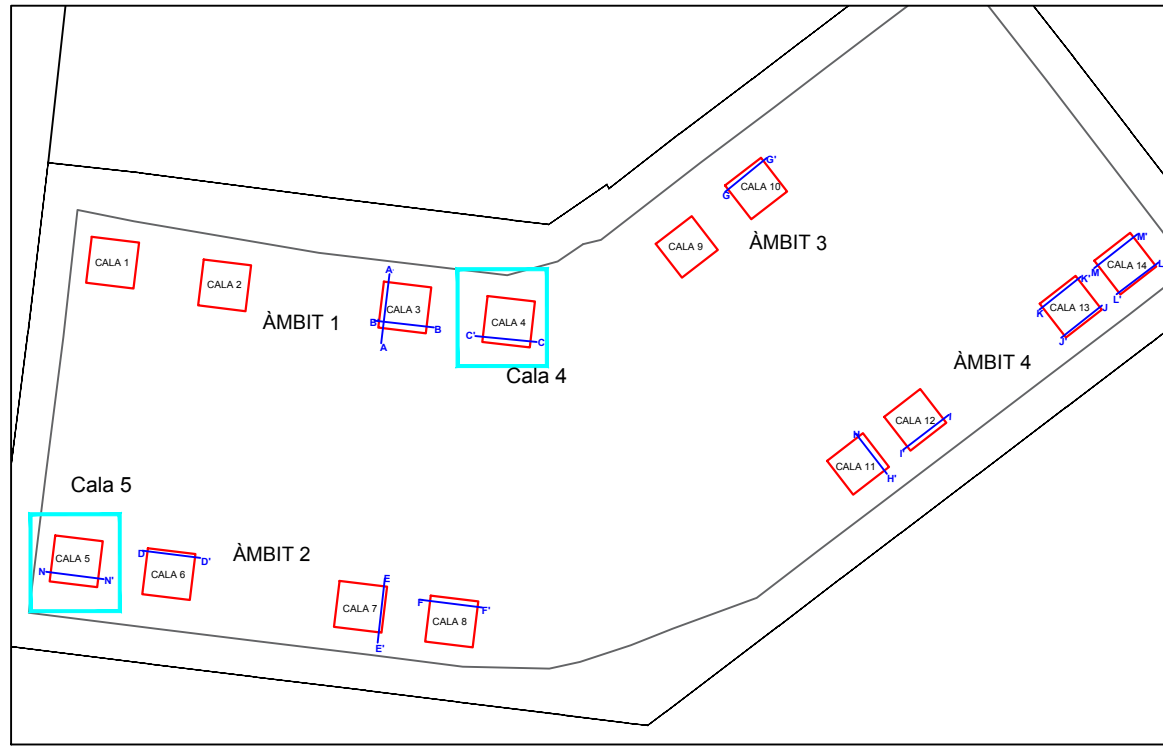 CALA 1
CALA 2
ÀMBIT 1
A'
CALA 3
B'
B
A
CALA 4
C'
C
Cala 4
G'
CALA 10
G
CALA 9
ÀMBIT 3
M'
CALA 14
L
M
L'
K'
CALA 13
K
J
J'
ÀMBIT 4
CALA 12
I
I'
H
CALA 11
H'
Cala 5
CALA 5
N
N'
D
D'
CALA 6
ÀMBIT 2
E
CALA 7
E'
F
F'
CALA 8